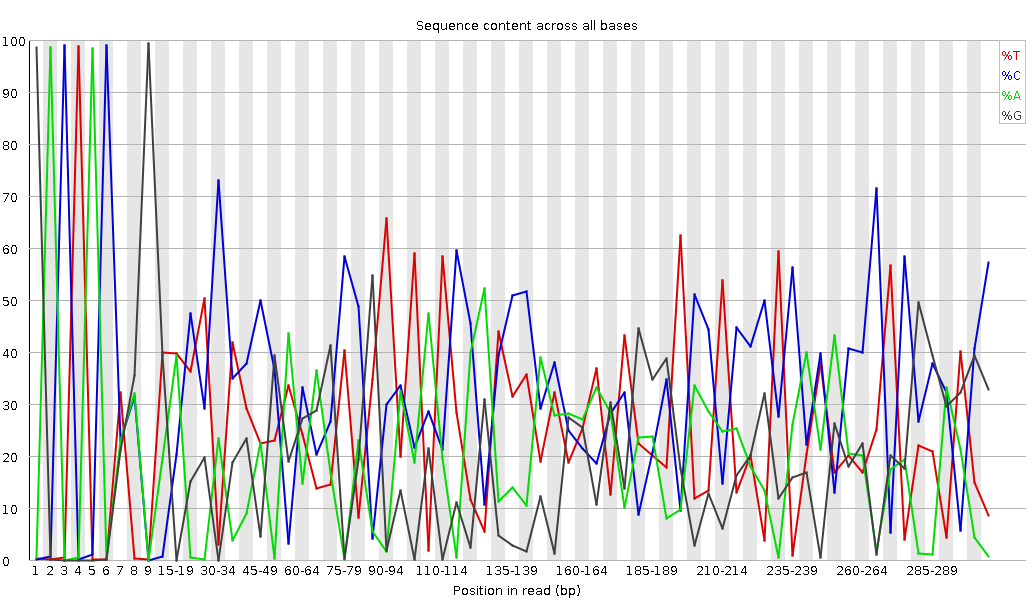 Sequence content across all bases
100
90
80
70
60
50
40
30
20
10
0
%T
%C
%A
%G
1 2 3 4 5 6 7 8 9 15-19 30-34 45-49 60-64 75-79 90-94 110-114 135-139 160-164 185-189 210-214 235-239 260-264 285-289
Position in read (bp)